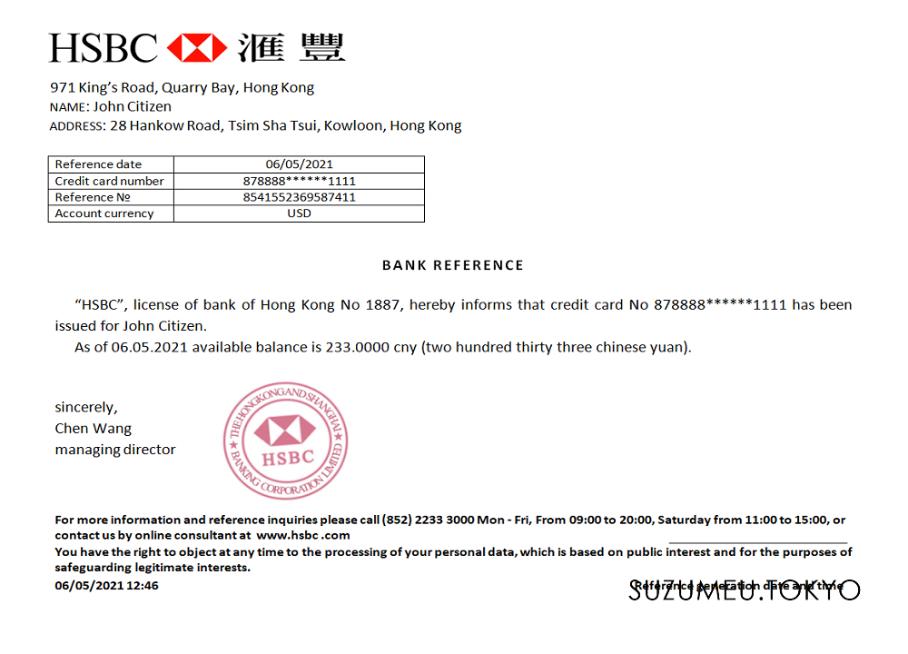 HSBC 滙豐
971 King's Road, Quarry Bay, Hong Kong
NAME: John Citizen
ADDRESS: 28 Hankow Road, Tsim Sha Tsui, Kowloon, Hong Kong
Reference date 06/05/2021
Credit card number 878888******1111
Reference № 8541552369587411
Account currency USD
BANK REFERENCE
“HSBC”, license of bank of Hong Kong No 1887, hereby informs that credit card No 878888******1111 has been
issued for John Citizen.
As of 06.05.2021 available balance is 233.0000 cny (two hundred thirty three chinese yuan).
sincerely,
Chen Wang
managing director
THE HONGKONG AND SHANGHAI
HSBC
BANKING CORPORATION LIMITED
For more information and reference inquiries please call (852) 2233 3000 Mon - Fri, From 09:00 to 20:00, Saturday from 11:00 to 15:00, or
contact us by online consultant at www.hsbc .com
You have the right to object at any time to the processing of your personal data, which is based on public interest and for the purposes of
safeguarding legitimate interests.
06/05/2021 12:46 Reference generation date and time
SUZUMEU.TOKYO